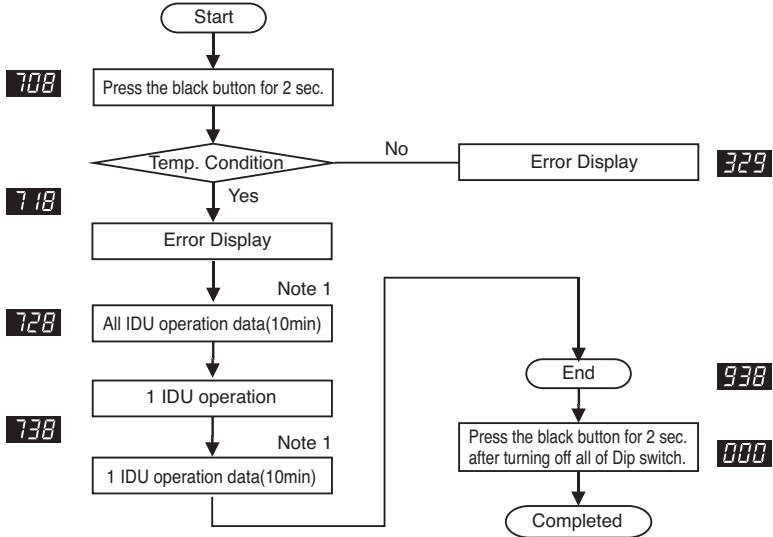 Start
708
Press the black button for 2 sec.
Temp. Condition
No
Error Display
329
718
Yes
Error Display
Note 1
728
All IDU operation data(10min)
1 IDU operation
738
Note 1
1 IDU operation data(10min)
End
938
Press the black button for 2 sec.
after turning off all of Dip switch.
000
Completed